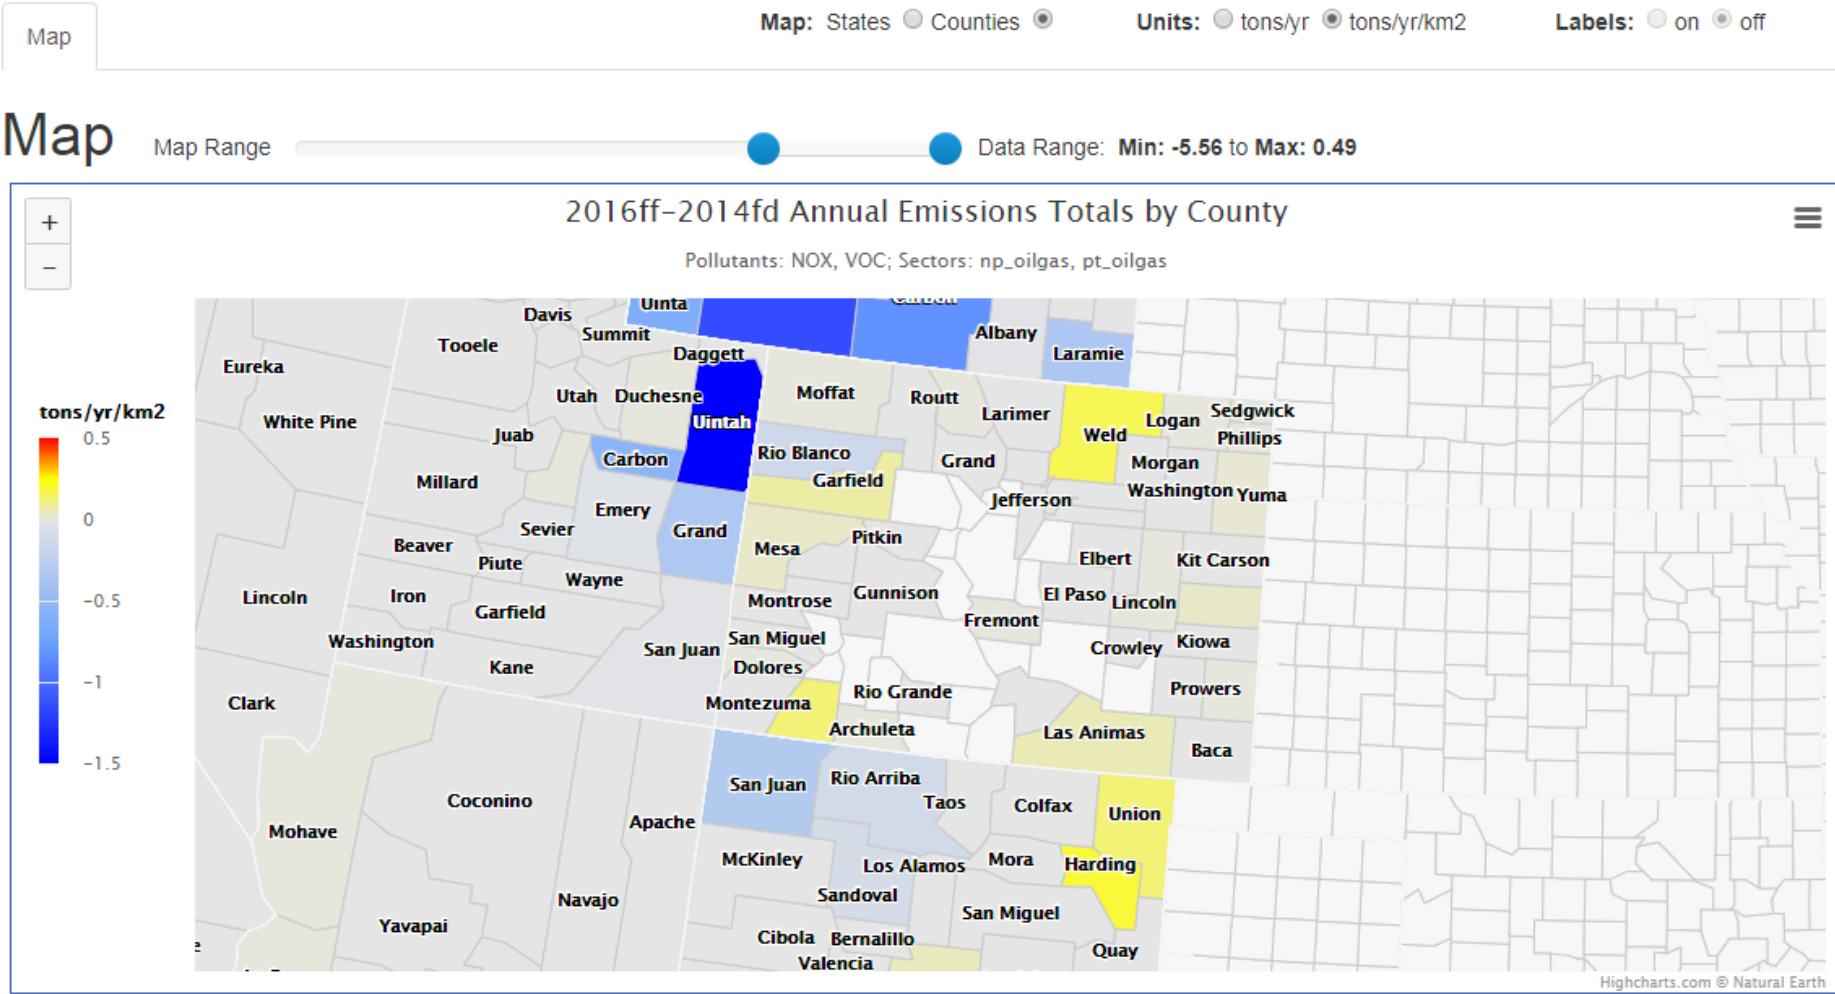 Map
Map: States Counties
Units: tons/yr tons/yr/km2
Labels: on off
Map
Map Range
Data Range: Min: -5.56 to Max: 0.49
+
−
2016ff-2014fd Annual Emissions Totals by County
Pollutants: NOX, VOC; Sectors: np_oilgas, pt_oilgas
tons/yr/km2
0.5
0
−0.5
−1
−1.5
Uinta
Carbon
Davis
Summit
Tooele
Albany
Laramie
Daggett
Eureka
Utah
Duchesne
Moffat
Routt
Larimer
Sedgwick
White Pine
Uintah
Logan
Weld
Phillips
Juab
Carbon
Rio Blanco
Grand
Morgan
Millard
Garfield
Jefferson
Washington
Yuma
Emery
Sevier
Grand
Beaver
Mesa
Pitkin
Elbert
Kit Carson
Piute
Wayne
Lincoln
Iron
Garfield
Montrose
Gunnison
El Paso
Lincoln
Fremont
Washington
San Juan
San Miguel
Crowley
Kiowa
Kane
Dolores
Clark
Montezuma
Rio Grande
Prowers
Archuleta
Las Animas
Baca
San Juan
Rio Arriba
Coconino
Taos
Colfax
Union
Mohave
Apache
McKinley
Los Alamos
Mora
Harding
Navajo
Sandoval
San Miguel
Yavapai
Cibola
Bernalillo
Quay
Valencia
Highcharts.com © Natural Earth